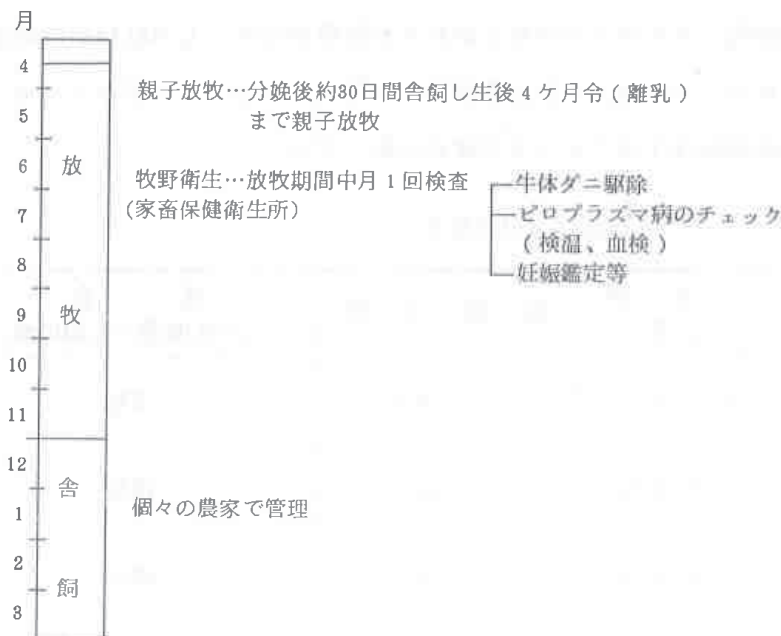 月
4
5
6
7
8
9
10
11
12
1
2
3
放
牧
舎
飼
親子放牧…分娩後約30日間舎飼し生後4ケ月令(離乳)
まで親子放牧
牧野衛生…放牧期間中月1回検査
(家畜保健衛生所)
牛体ダニ駆除
ピロプラズマ病のチェック
(検温、血検)
妊娠鑑定等
個々の農家で管理